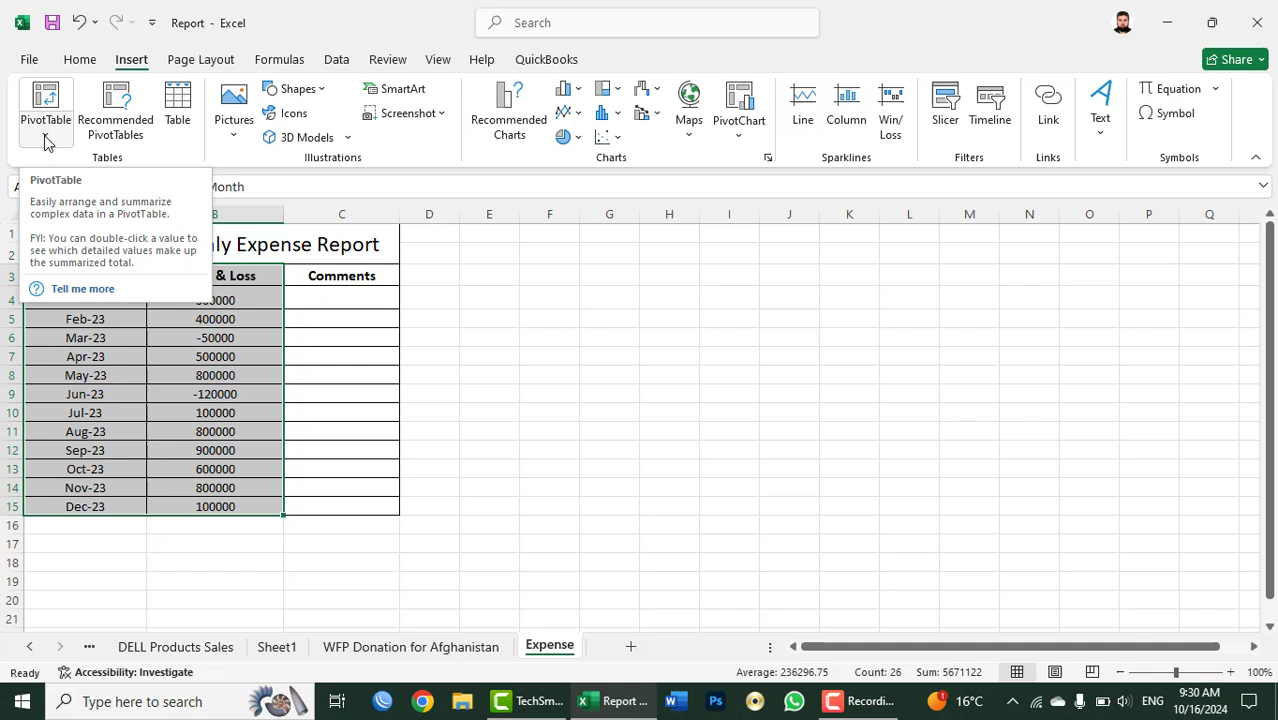 Report - Excel
Search
File Home Insert Page Layout Formulas Data Review View Help QuickBooks
Share
PivotTable
Recommended PivotTables
Table
Tables
Pictures
Shapes
Icons
3D Models
SmartArt
Screenshot
Illustrations
Recommended Charts
Maps
PivotChart
Charts
Line
Column
Win/Loss
Sparklines
Slicer
Timeline
Filters
Link
Links
Text
Equation
Symbol
Symbols
Month
PivotTable
Easily arrange and summarize
complex data in a PivotTable.
FYI: You can double-click a value to
see which detailed values make up
the summarized total.
Tell me more
B C D E F G H I J K L M N O P Q
1
2 Expense Report
3 & Loss Comments
4
5 Feb-23 400000
6 Mar-23 -50000
7 Apr-23 500000
8 May-23 800000
9 Jun-23 -120000
10 Jul-23 100000
11 Aug-23 800000
12 Sep-23 900000
13 Oct-23 600000
14 Nov-23 800000
15 Dec-23 100000
16
17
18
19
20
21
DELL Products Sales Sheet1 WFP Donation for Afghanistan Expense
Ready Accessibility: Investigate Average: 236296.75 Count: 26 Sum: 5671122 100%
Type here to search TechSm... Report ... Recordi... 1 16°C ENG 9:30 AM
10/16/2024